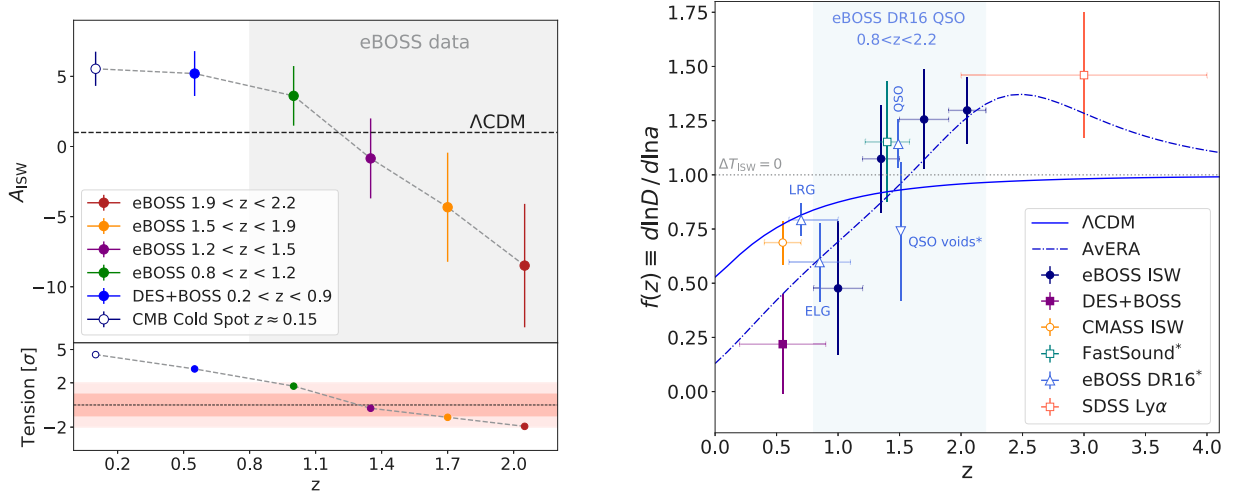 eBOSS data
ΛCDM
A_ISW
5
0
−5
−10
eBOSS 1.9 < z < 2.2
eBOSS 1.5 < z < 1.9
eBOSS 1.2 < z < 1.5
eBOSS 0.8 < z < 1.2
DES+BOSS 0.2 < z < 0.9
CMB Cold Spot z ≈ 0.15
Tension [σ]
5
2
−2
0.2 0.5 0.8 1.1 1.4 1.7 2.0
z
f(z) ≡ dlnD / dlna
1.75
1.50
1.25
1.00
0.75
0.50
0.25
0.00
eBOSS DR16 QSO
0.8<z<2.2
QSO
ΔT_ISW = 0
LRG
QSO voids*
ELG
ΛCDM
AvERA
eBOSS ISW
DES+BOSS
CMASS ISW
FastSound*
eBOSS DR16*
SDSS Lyα
0.0 0.5 1.0 1.5 2.0 2.5 3.0 3.5 4.0
z